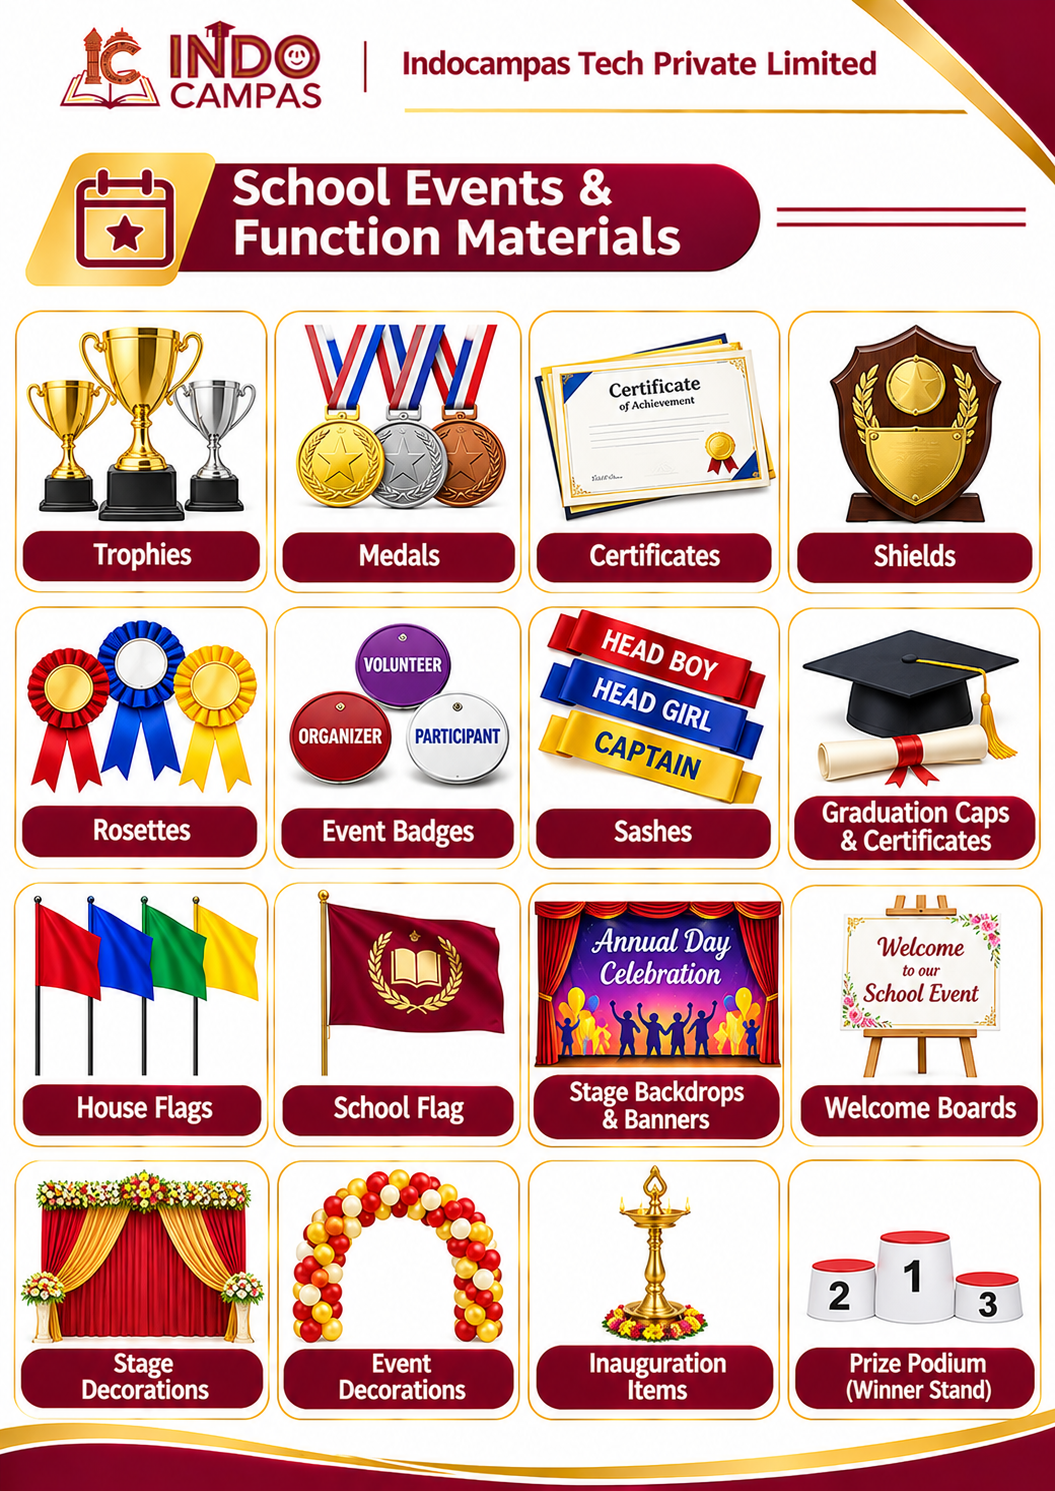 IC
INDO
CAMPAS
Indocampas Tech Private Limited
School Events &
Function Materials
Certificate
of Achievement
Trophies
Medals
Certificates
Shields
VOLUNTEER
ORGANIZER
PARTICIPANT
HEAD BOY
HEAD GIRL
CAPTAIN
Rosettes
Event Badges
Sashes
Graduation Caps
& Certificates
Annual Day
Celebration
Welcome
to our
School Event
House Flags
School Flag
Stage Backdrops
& Banners
Welcome Boards
2
1
3
Stage
Decorations
Event
Decorations
Inauguration
Items
Prize Podium
(Winner Stand)